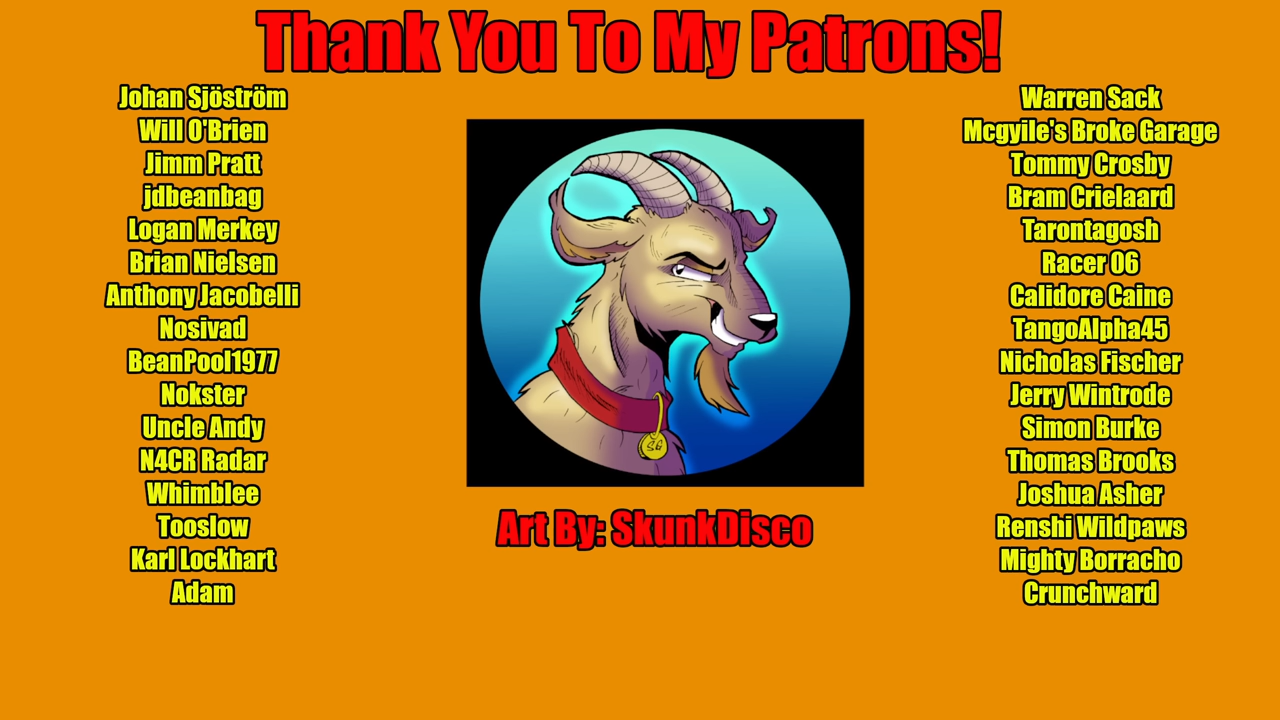 Thank You To My Patrons!
Johan Sjöström
Will O'Brien
Jimm Pratt
jdbeanbag
Logan Merkey
Brian Nielsen
Anthony Jacobelli
Nosivad
BeanPool1977
Nokster
Uncle Andy
N4CR Radar
Whimblee
Tooslow
Karl Lockhart
Adam
SG
Art By: SkunkDisco
Warren Sack
Mcgyile's Broke Garage
Tommy Crosby
Bram Crielaard
Tarontagosh
Racer 06
Calidore Caine
TangoAlpha45
Nicholas Fischer
Jerry Wintrode
Simon Burke
Thomas Brooks
Joshua Asher
Renshi Wildpaws
Mighty Borracho
Crunchward